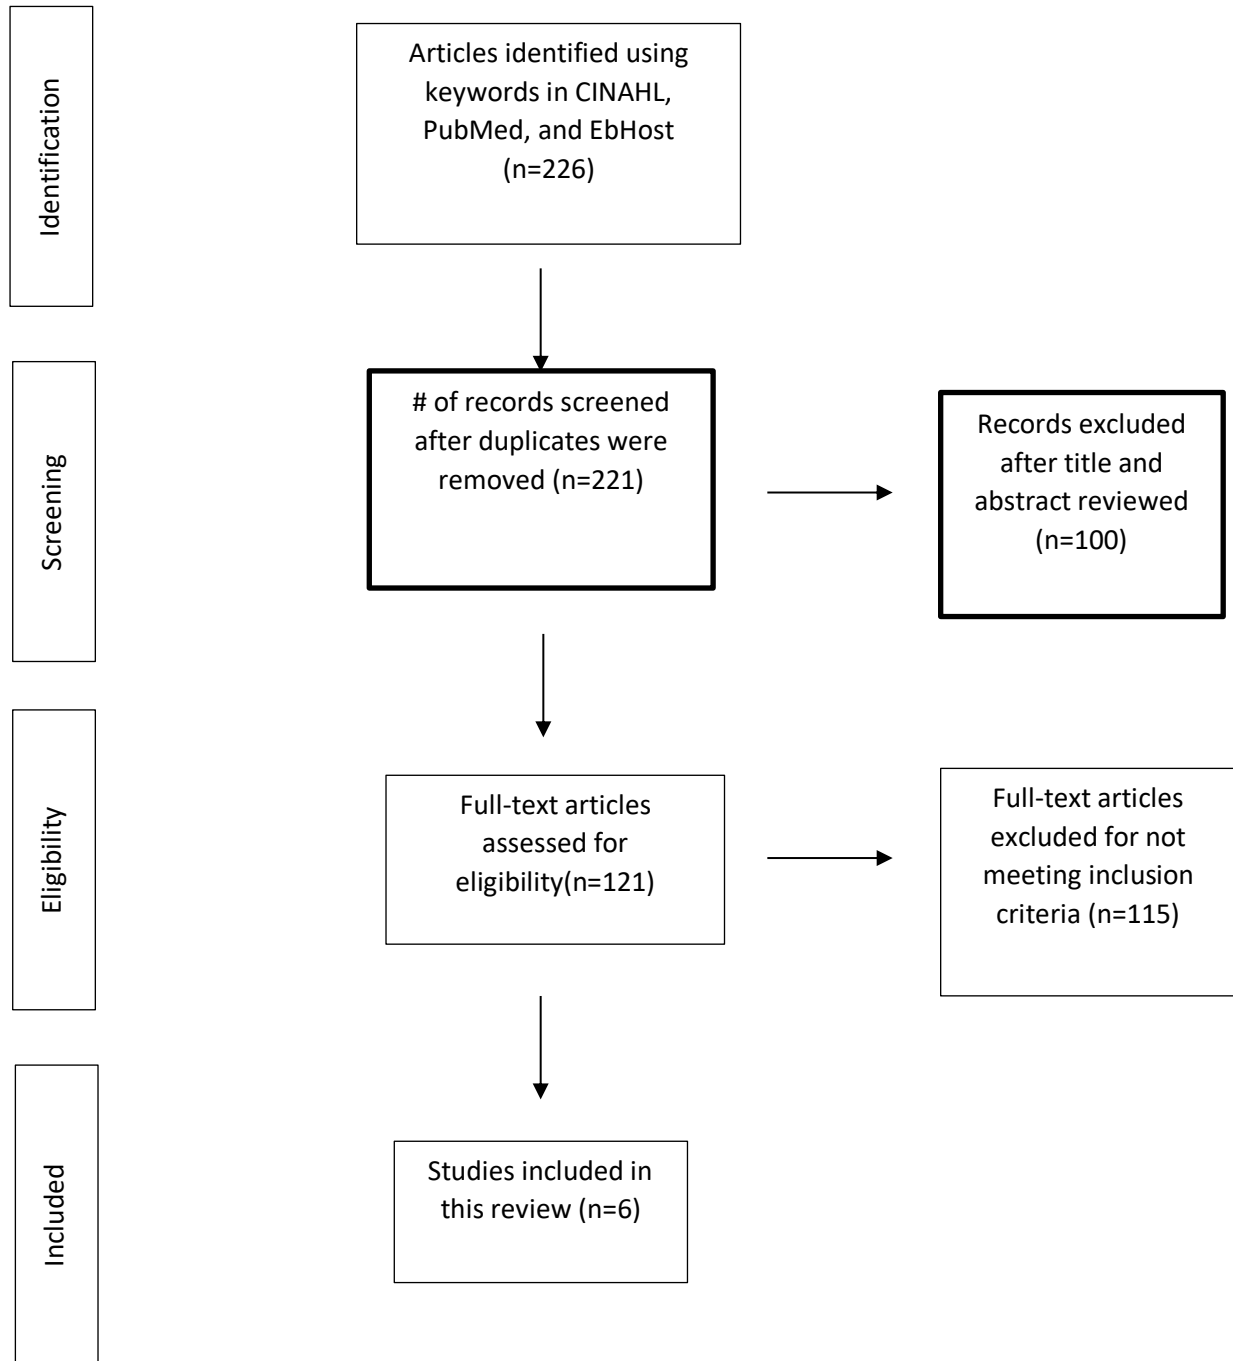 Identification
Articles identified using
keywords in CINAHL,
PubMed, and EbHost
(n=226)
Screening
# of records screened
after duplicates were
removed (n=221)
Records excluded
after title and
abstract reviewed
(n=100)
Eligibility
Full-text articles
assessed for
eligibility(n=121)
Full-text articles
excluded for not
meeting inclusion
criteria (n=115)
Included
Studies included in
this review (n=6)